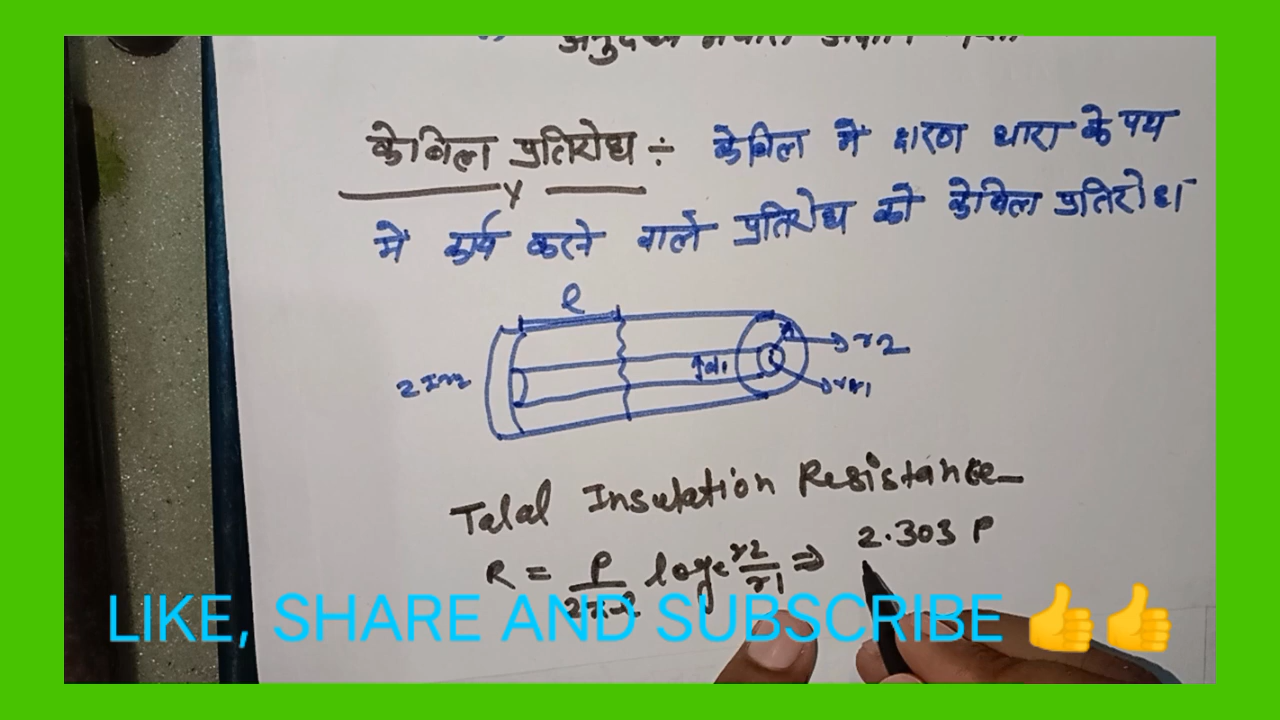 केबिल प्रतिरोध ÷ केबिल में क्षरण धारा के पथ
में कार्य करने वाले प्रतिरोध को केबिल प्रतिरोध।
l
r2
r1
d1
Total Insulation Resistance
R = ρ/2πl loge r2/r1 ⇒ 2.303 ρ
LIKE, SHARE AND SUBSCRIBE 👍👍